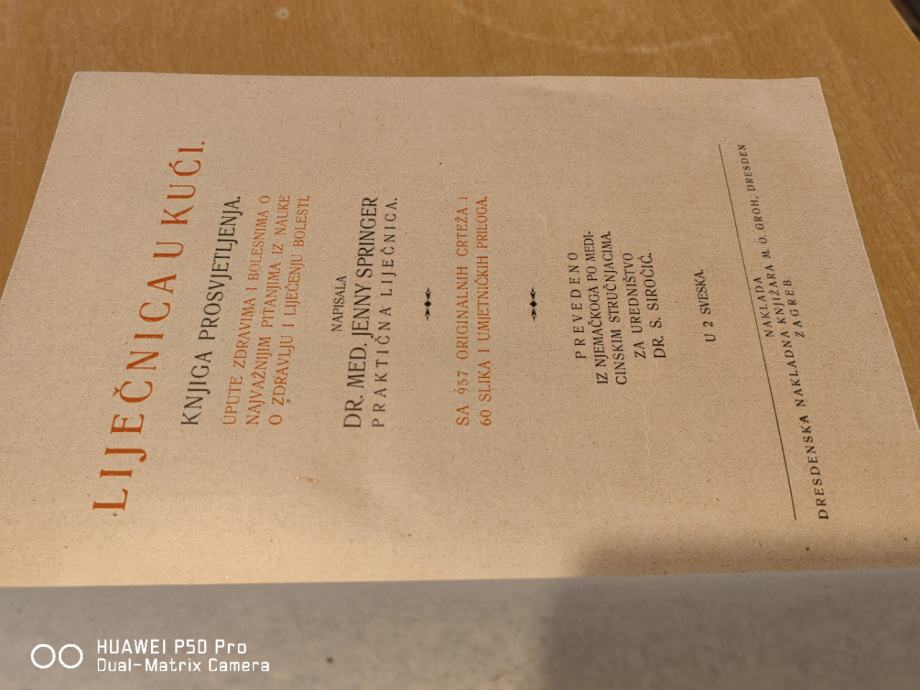 LIJEČNICA U KUĆI.
KNJIGA PROSVJETLJENJA.
UPUTE ZDRAVIMA I BOLESNIMA O
NAJVAŽNIJIM PITANJIMA IZ NAUKE
O ZDRAVLJU I LIJEČENJU BOLESTI.
NAPISALA
DR. MED. JENNY SPRINGER
PRAKTIČNA LIJEČNICA.
SA 957 ORIGINALNIH CRTEŽA I
60 SLIKA I UMJETNIČKIH PRILOGA.
PREVEDENO
IZ NJEMAČKOGA PO MEDI-
CINSKIM STRUČNJACIMA.
ZA UREDNIŠTVO
DR. S. SIROČIĆ.
U 2 SVESKA.
NAKLADA
DRESDENSKA NAKLADNA KNJIŽARA M. O. GROH, DRESDEN
ZAGREB.
HUAWEI P50 Pro
Dual-Matrix Camera